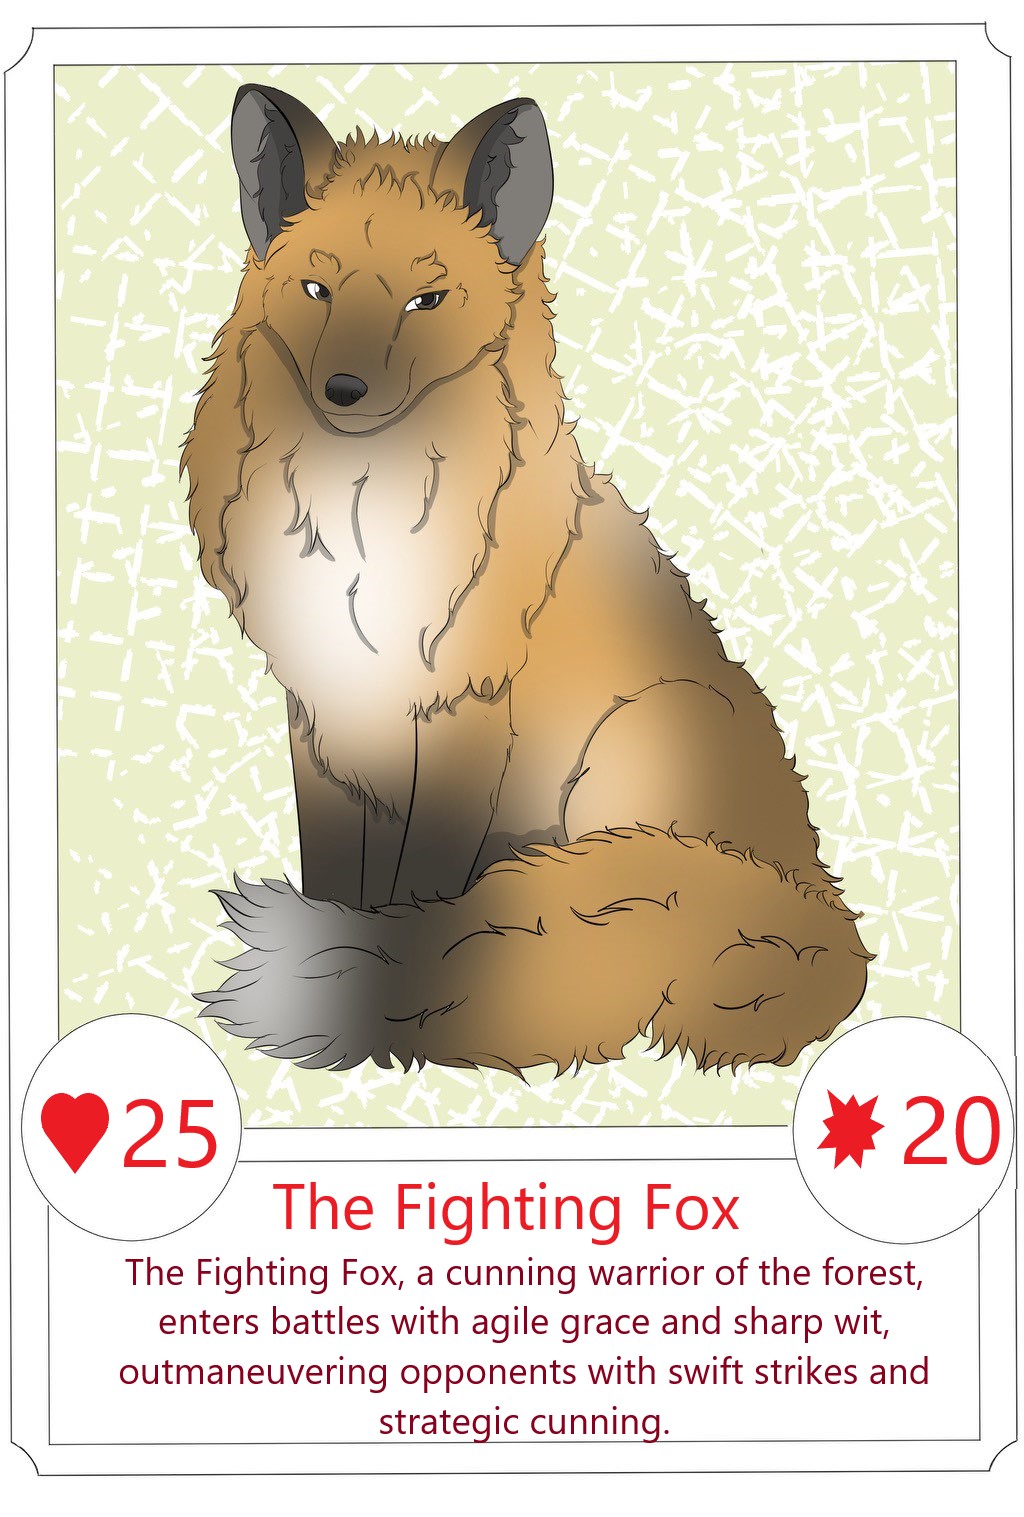 25
20
The Fighting Fox
The Fighting Fox, a cunning warrior of the forest,
enters battles with agile grace and sharp wit,
outmaneuvering opponents with swift strikes and
strategic cunning.